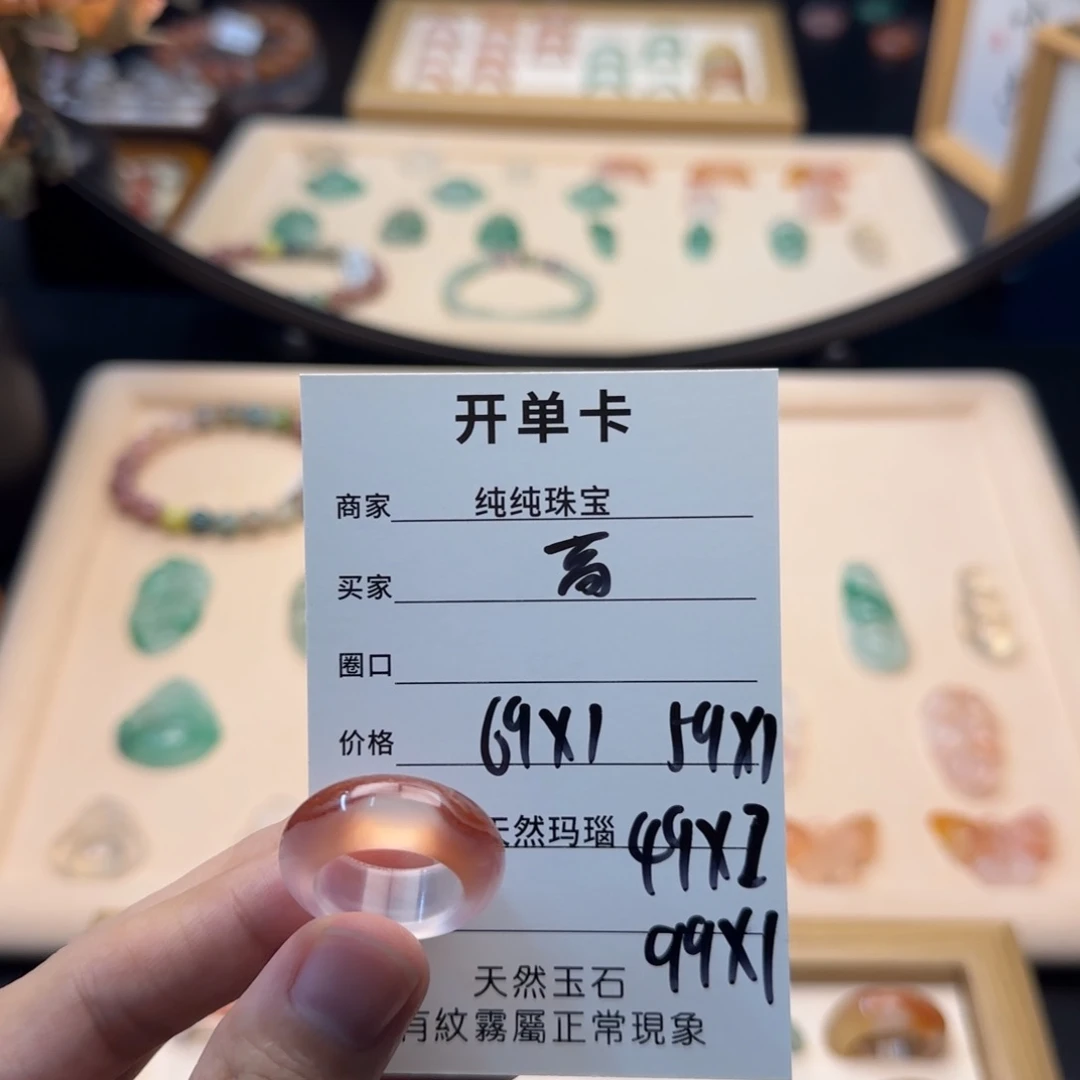 开单卡
商家 纯纯珠宝
买家 高
圈口
价格 69X1 59X1
天然玛瑙 49X2
99X1
天然玉石
有紋霧屬正常現象